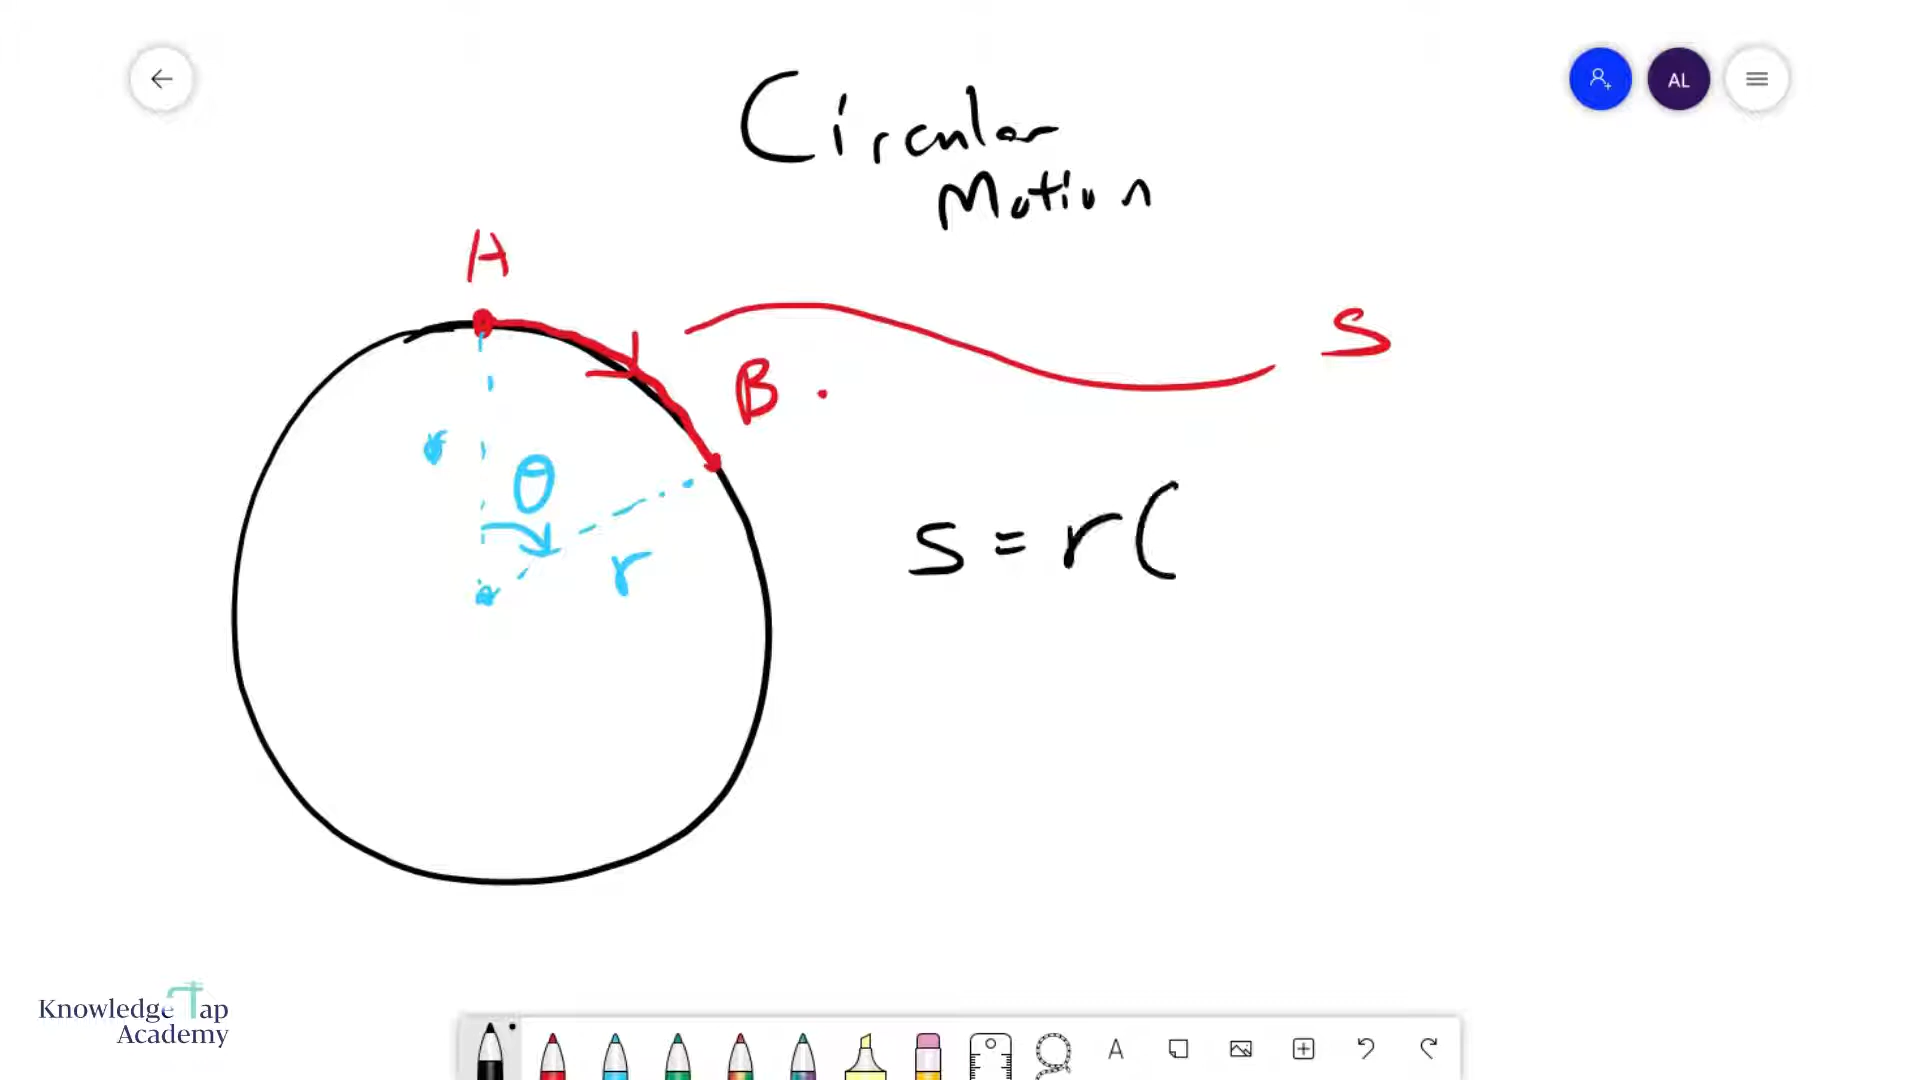 AL
Circular
Motion
A
S
B
θ
r
s = r(
Knowledge Tap
Academy
A